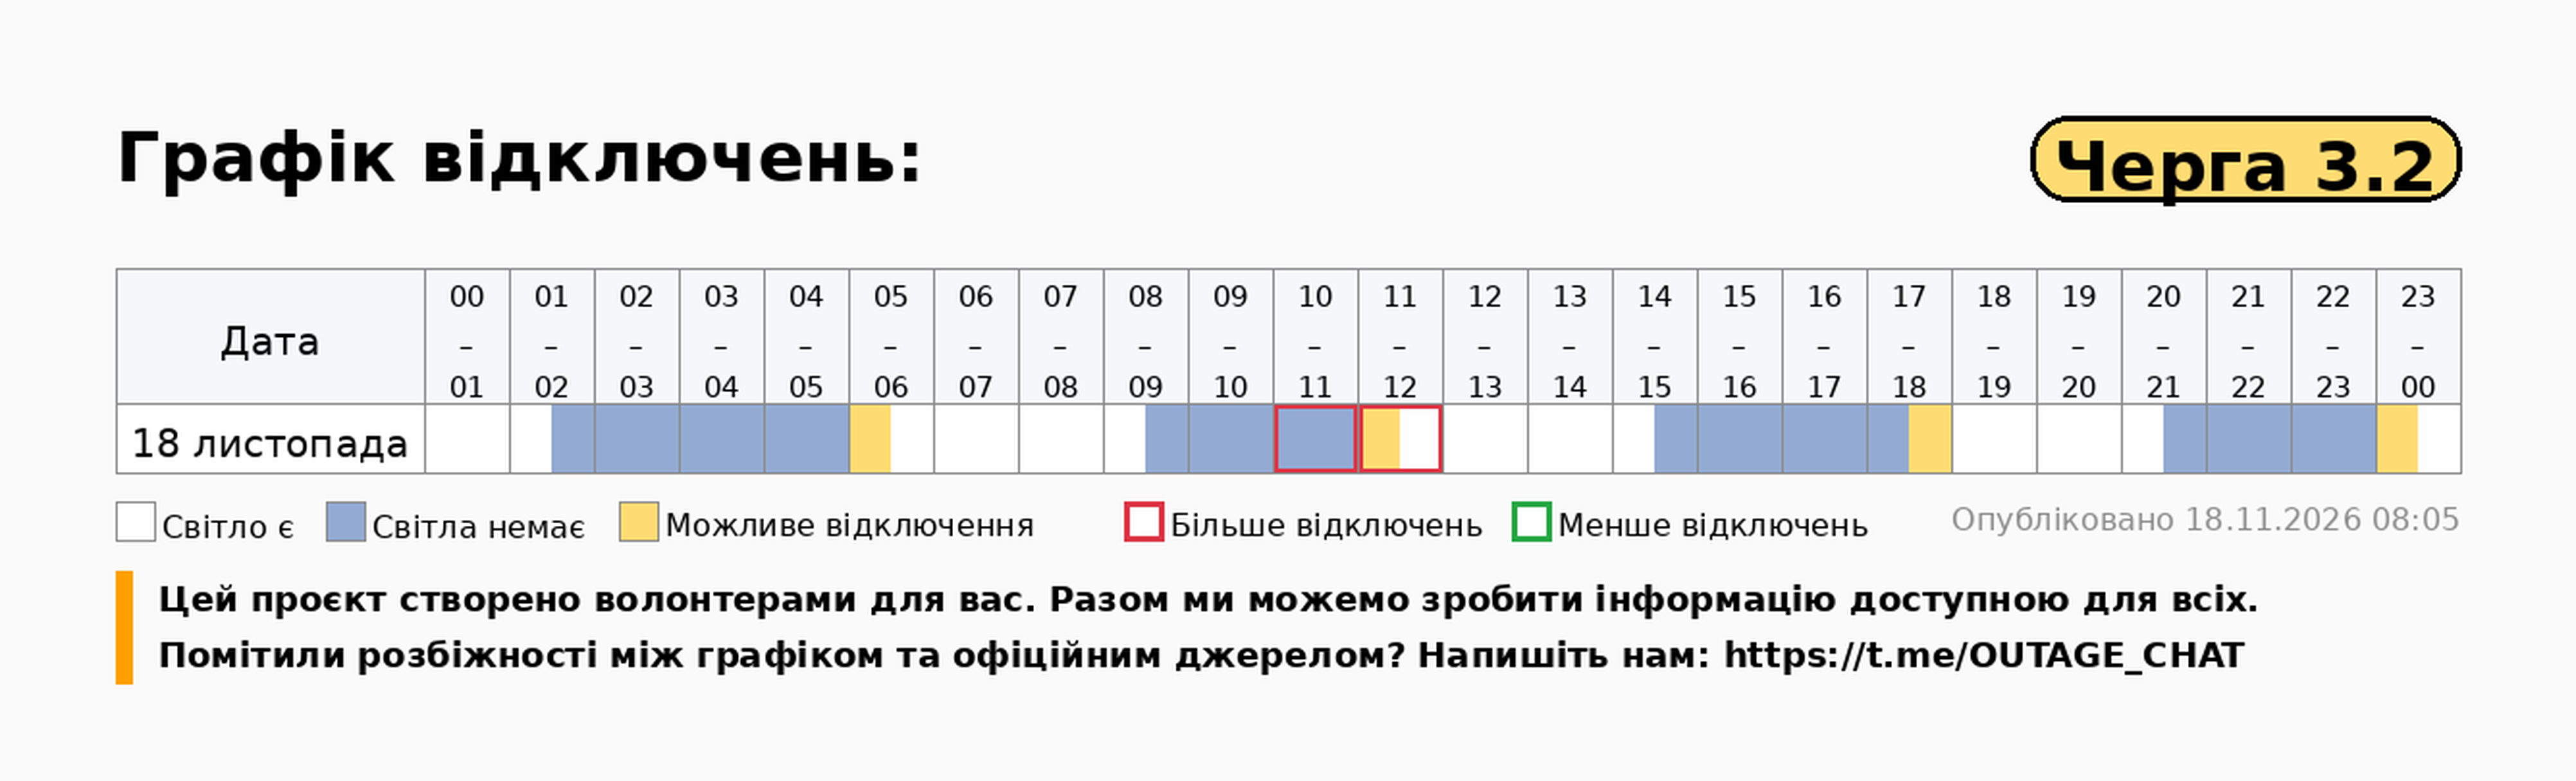 Графік відключень:
Черга 3.2
Дата 00 – 01 01 – 02 02 – 03 03 – 04 04 – 05 05 – 06 06 – 07 07 – 08 08 – 09 09 – 10 10 – 11 11 – 12 12 – 13 13 – 14 14 – 15 15 – 16 16 – 17 17 – 18 18 – 19 19 – 20 20 – 21 21 – 22 22 – 23 23 – 00
18 листопада
Світло є Світла немає Можливе відключення Більше відключень Менше відключень Опубліковано 18.11.2026 08:05
Цей проєкт створено волонтерами для вас. Разом ми можемо зробити інформацію доступною для всіх.
Помітили розбіжності між графіком та офіційним джерелом? Напишіть нам: https://t.me/OUTAGE_CHAT